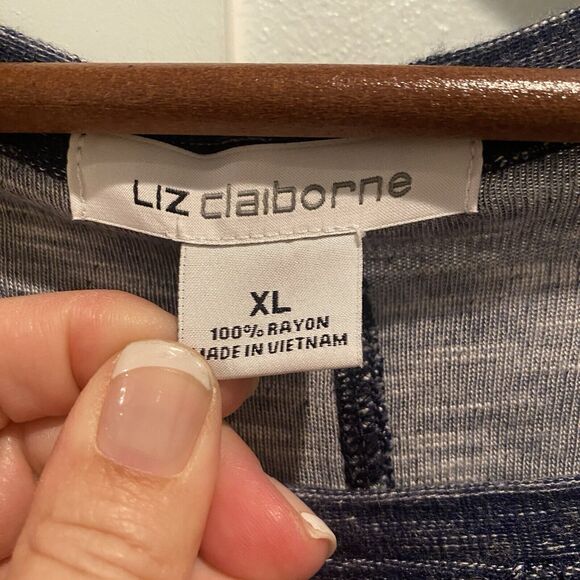 LIZ claiborne
XL
100% RAYON
MADE IN VIETNAM